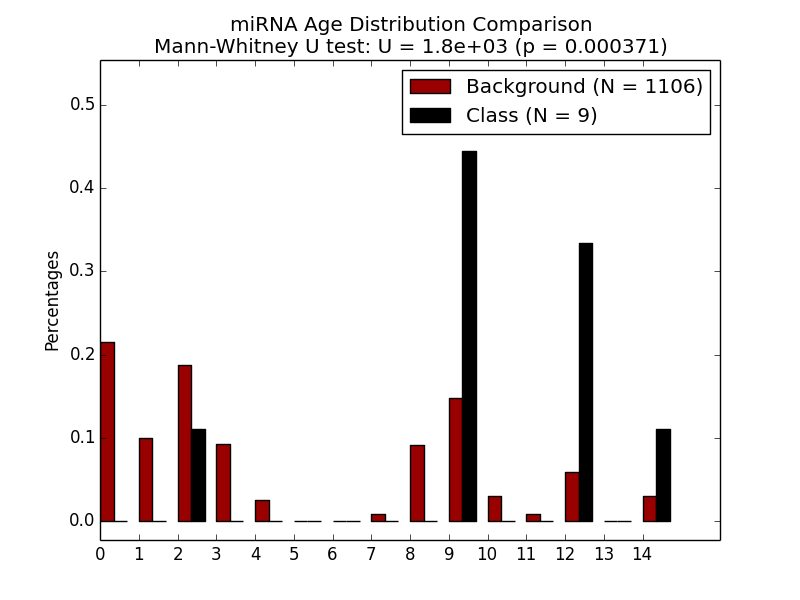 miRNA Age Distribution Comparison
Mann-Whitney U test: U = 1.8e+03 (p = 0.000371)
Background (N = 1106)
Class (N = 9)
Percentages
0.5
0.4
0.3
0.2
0.1
0.0
0 1 2 3 4 5 6 7 8 9 10 11 12 13 14